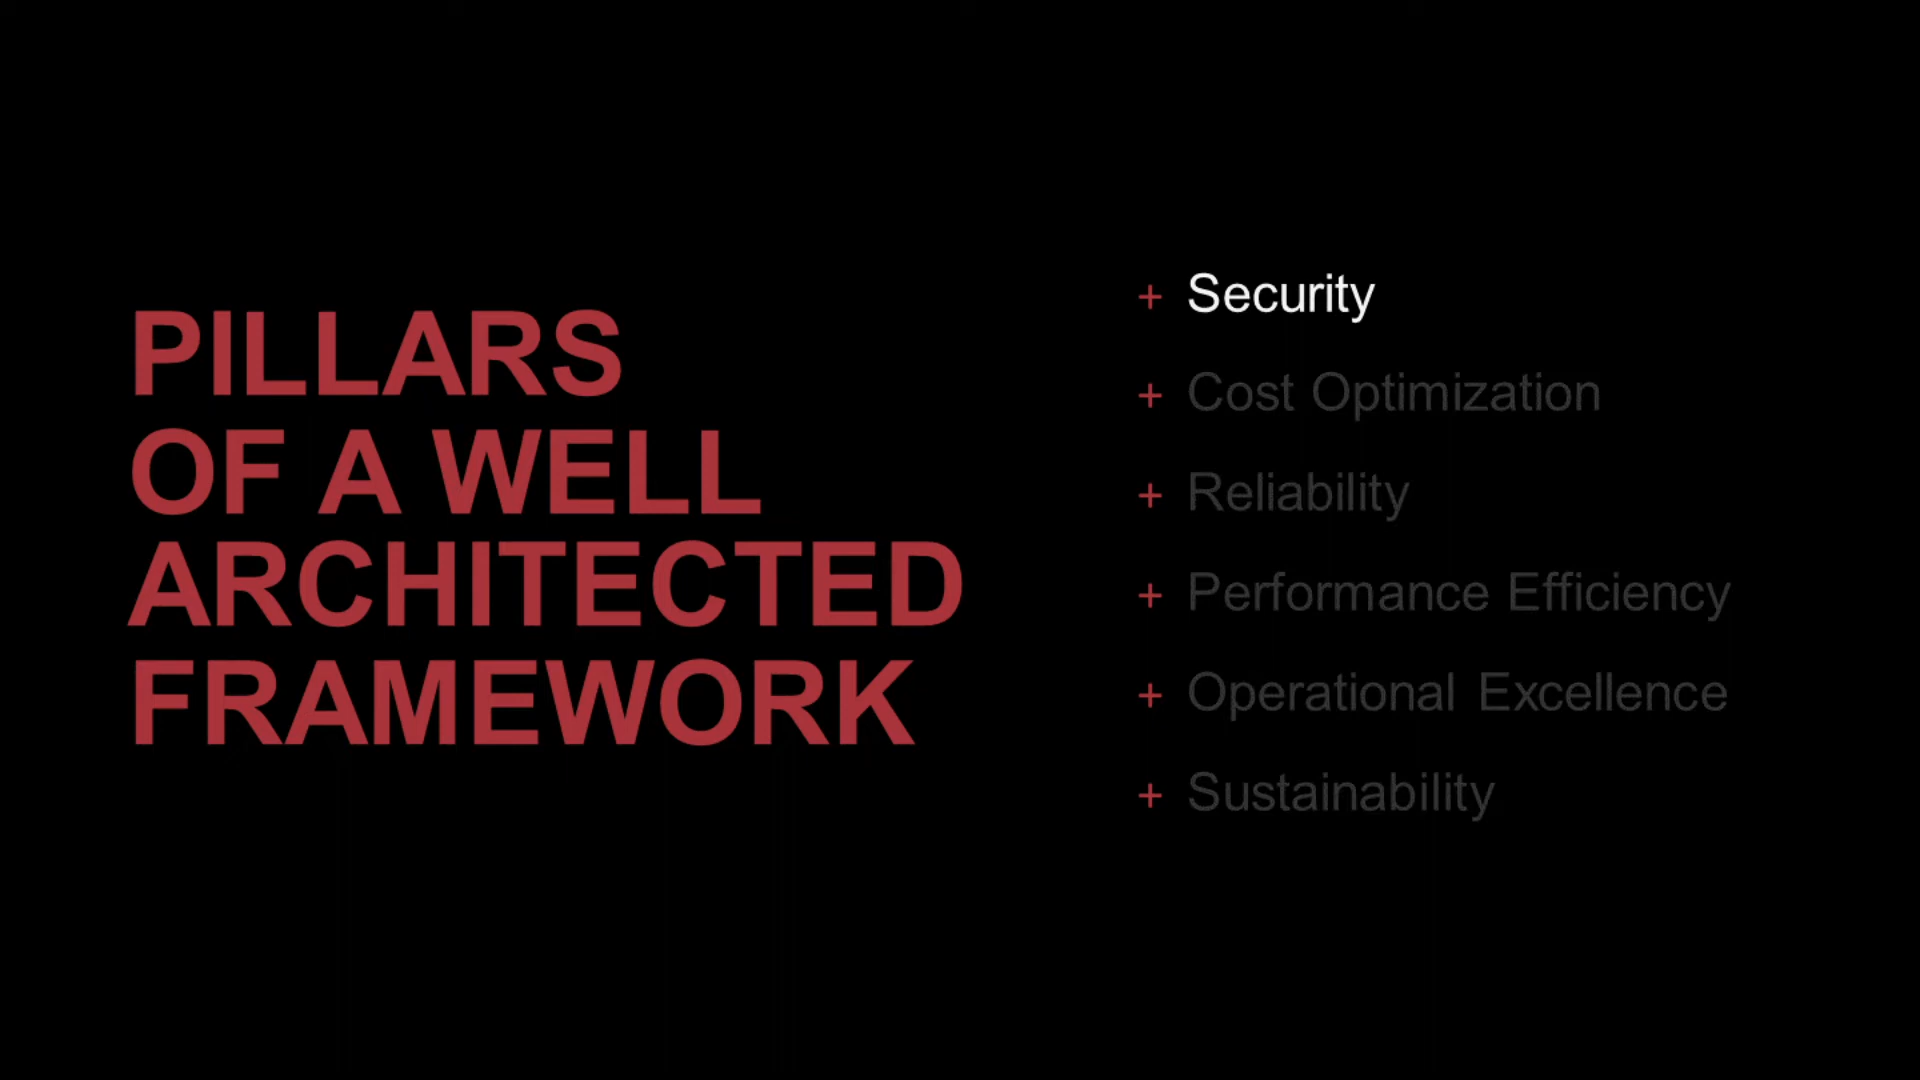 PILLARS
OF A WELL
ARCHITECTED
FRAMEWORK
+ Security
+ Cost Optimization
+ Reliability
+ Performance Efficiency
+ Operational Excellence
+ Sustainability